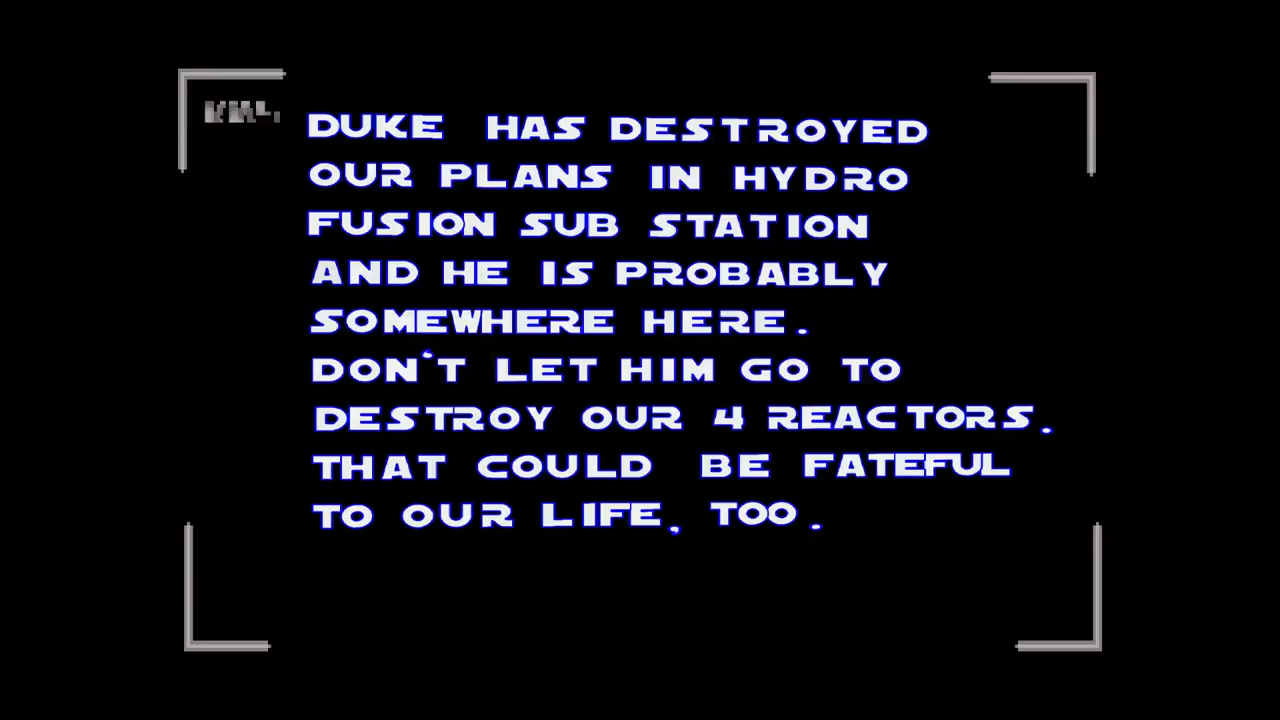 DUKE HAS DESTROYED
OUR PLANS IN HYDRO
FUSION SUB STATION
AND HE IS PROBABLY
SOMEWHERE HERE.
DON'T LET HIM GO TO
DESTROY OUR 4 REACTORS.
THAT COULD BE FATEFUL
TO OUR LIFE, TOO.